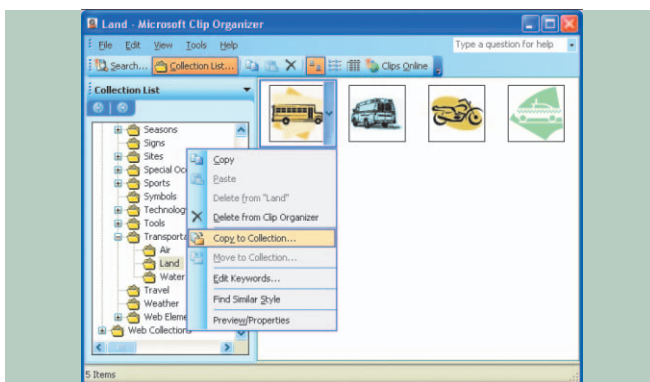 Land - Microsoft Clip Organizer
File Edit View Tools Help Type a question for help
Search... Collection List... Clips Online
Collection List
Seasons
Signs
Sites
Special Oc
Sports
Symbols
Technolog
Tools
Transporta
Air
Land
Water
Travel
Weather
Web Eleme
Web Collections
Copy
Paste
Delete from "Land"
Delete from Clip Organizer
Copy to Collection...
Move to Collection...
Edit Keywords...
Find Similar Style
Preview/Properties
5 Items